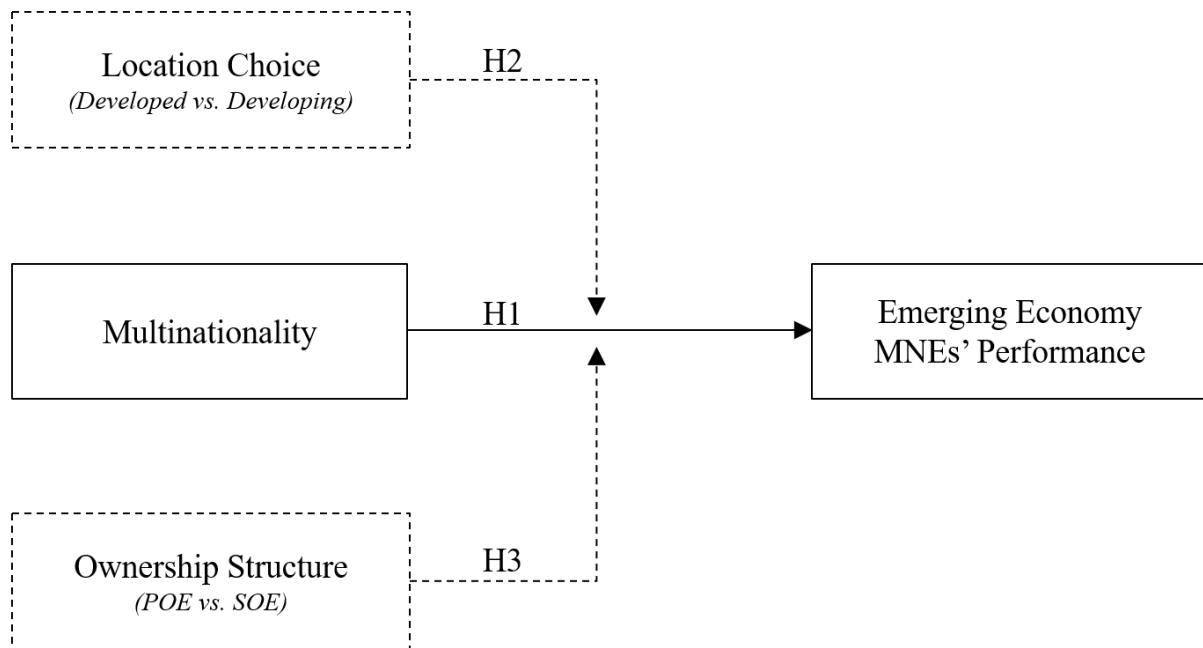 Location Choice
(Developed vs. Developing)
H2
Multinationality
H1
Emerging Economy
MNEs’ Performance
Ownership Structure
(POE vs. SOE)
H3